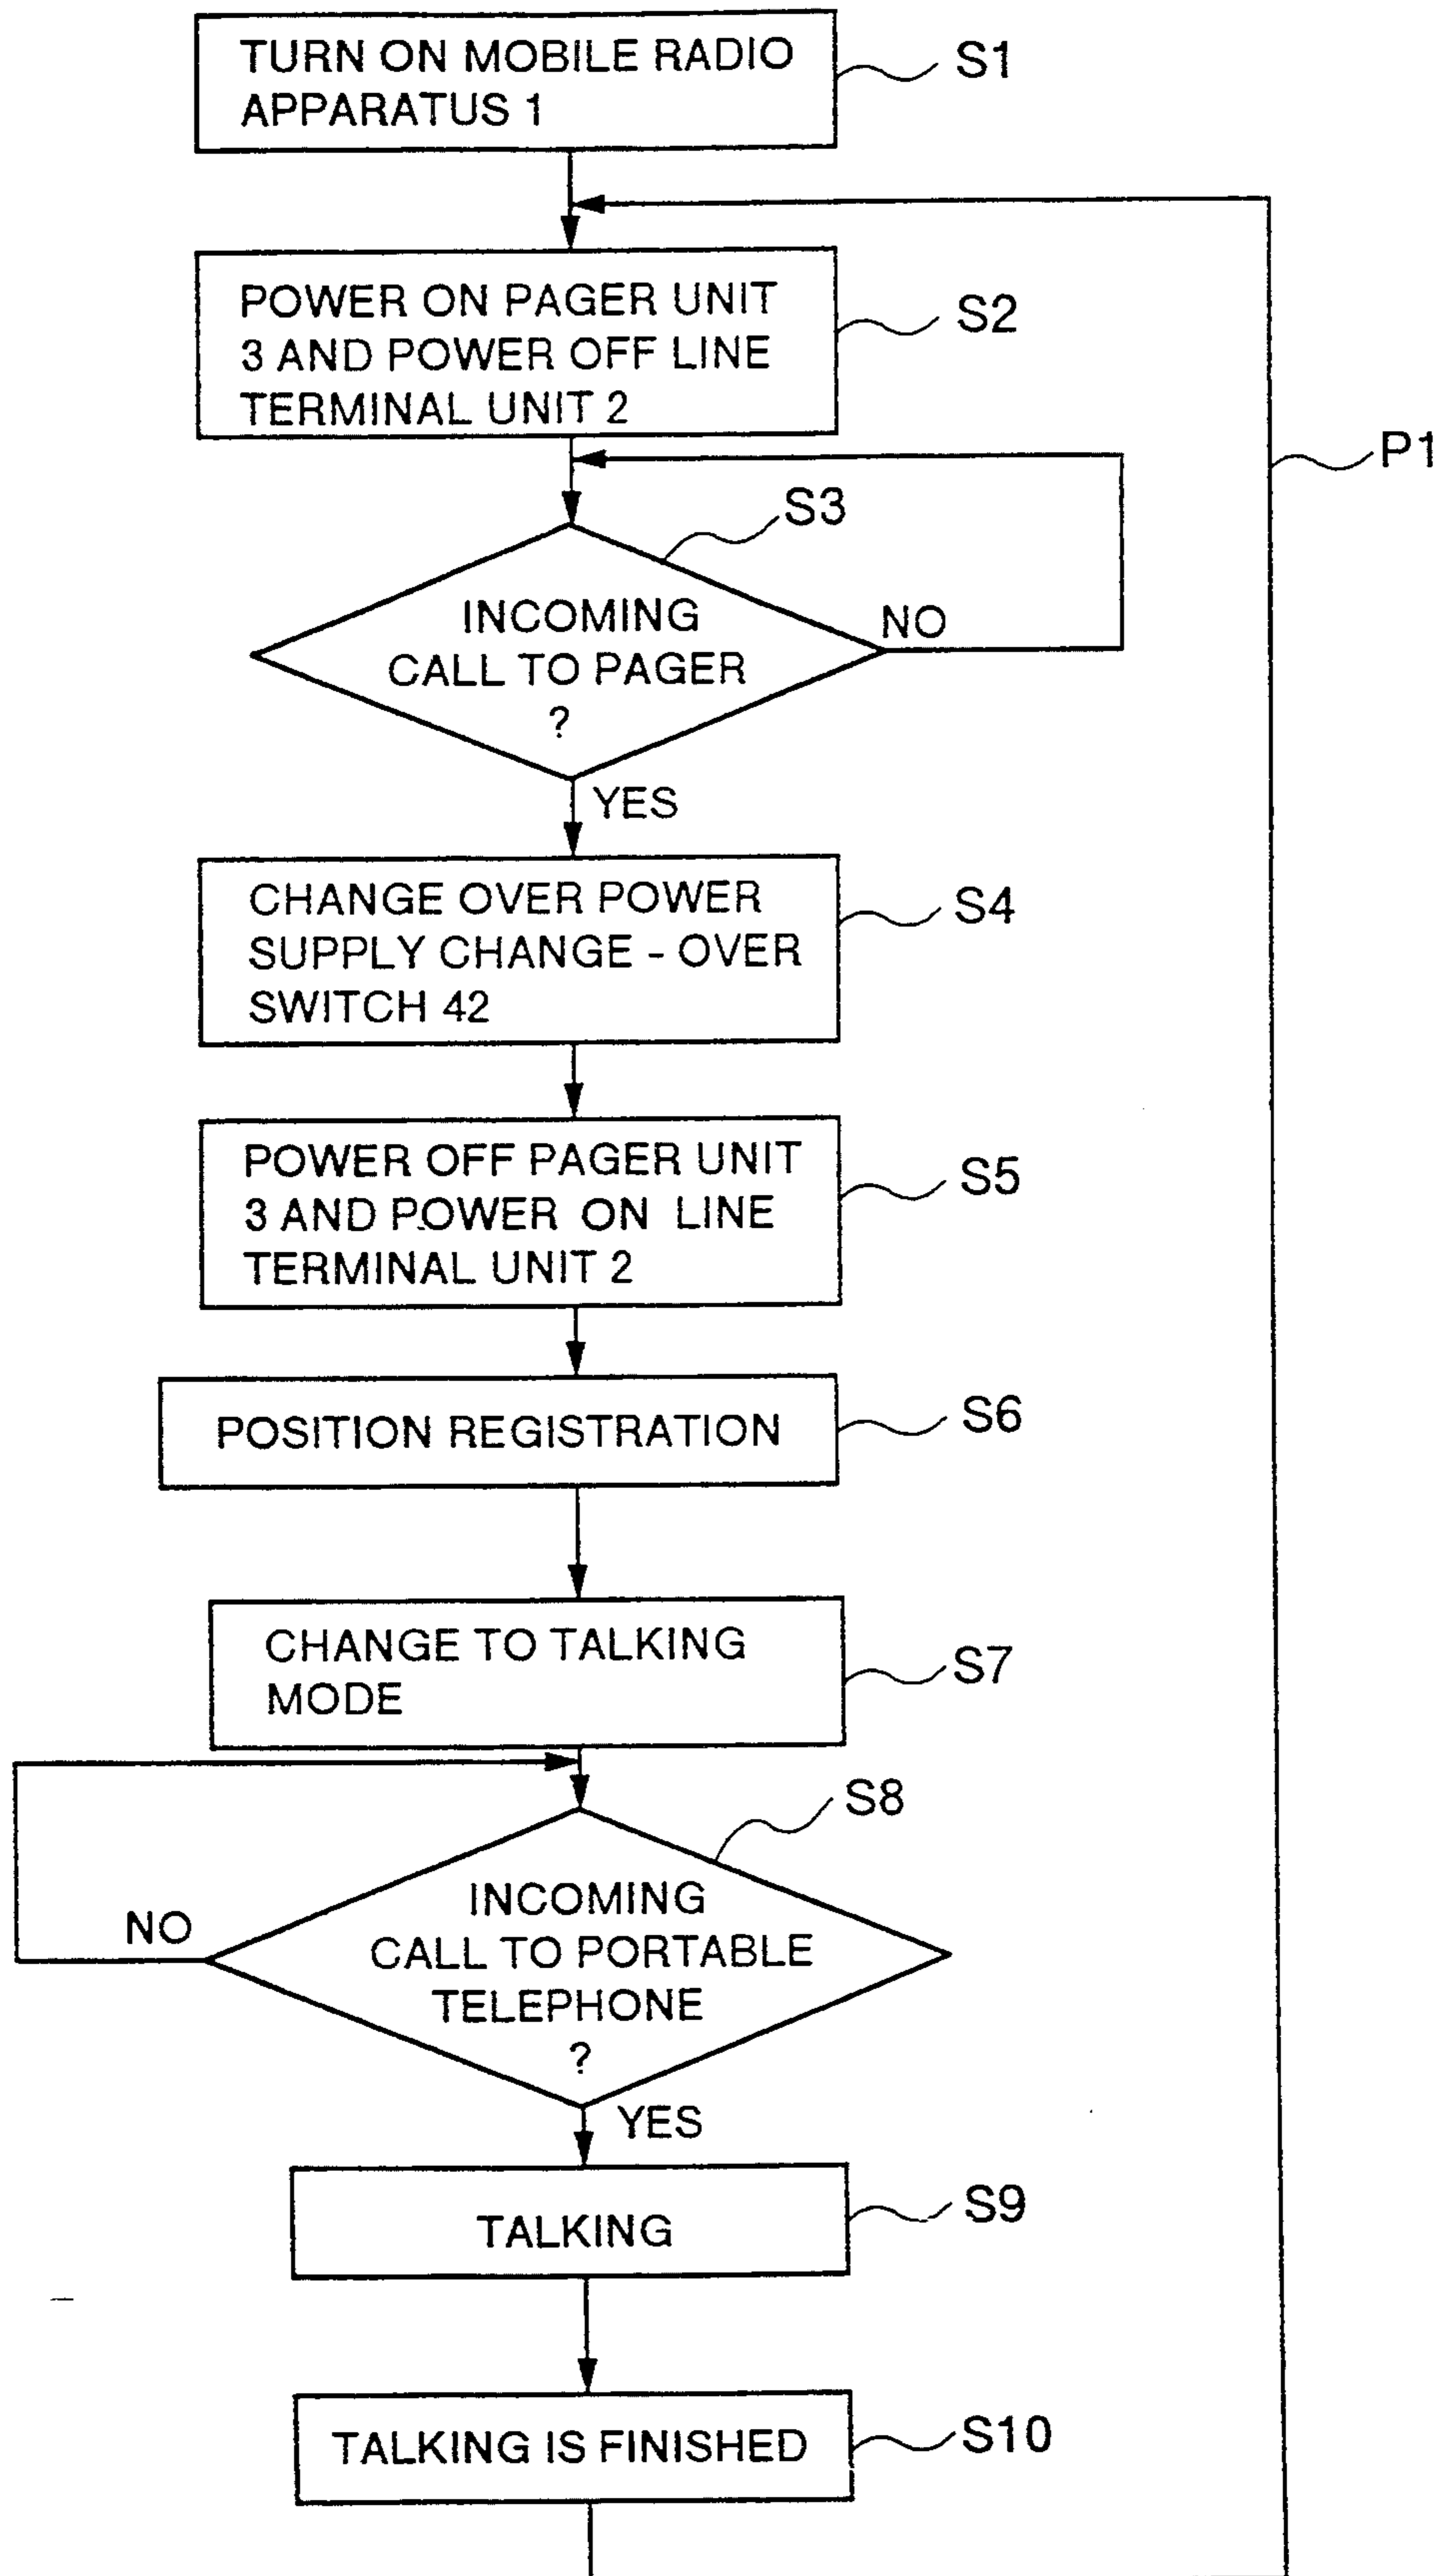 TURN ON MOBILE RADIO
APPARATUS 1
S1
POWER ON PAGER UNIT
3 AND POWER OFF LINE
TERMINAL UNIT 2
S2
P1
S3
INCOMING
CALL TO PAGER
?
NO
YES
CHANGE OVER POWER
SUPPLY CHANGE - OVER
SWITCH 42
S4
POWER OFF PAGER UNIT
3 AND POWER ON LINE
TERMINAL UNIT 2
S5
POSITION REGISTRATION
S6
CHANGE TO TALKING
MODE
S7
S8
INCOMING
CALL TO PORTABLE
TELEPHONE
?
NO
YES
TALKING
S9
TALKING IS FINISHED
S10